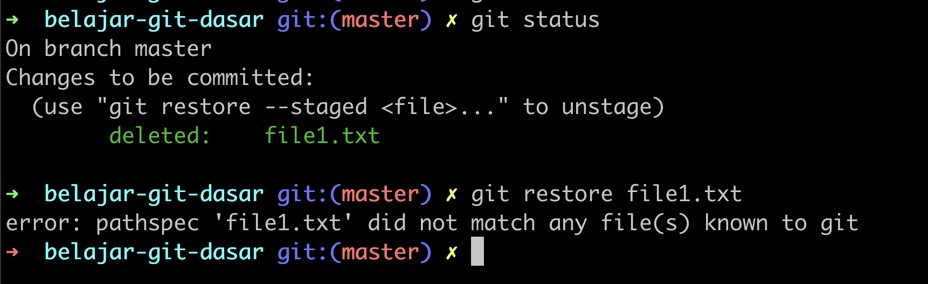 ➜  belajar-git-dasar git:(master) ✗ git status
On branch master
Changes to be committed:
  (use "git restore --staged <file>..." to unstage)
        deleted:    file1.txt

➜  belajar-git-dasar git:(master) ✗ git restore file1.txt
error: pathspec 'file1.txt' did not match any file(s) known to git
➜  belajar-git-dasar git:(master) ✗